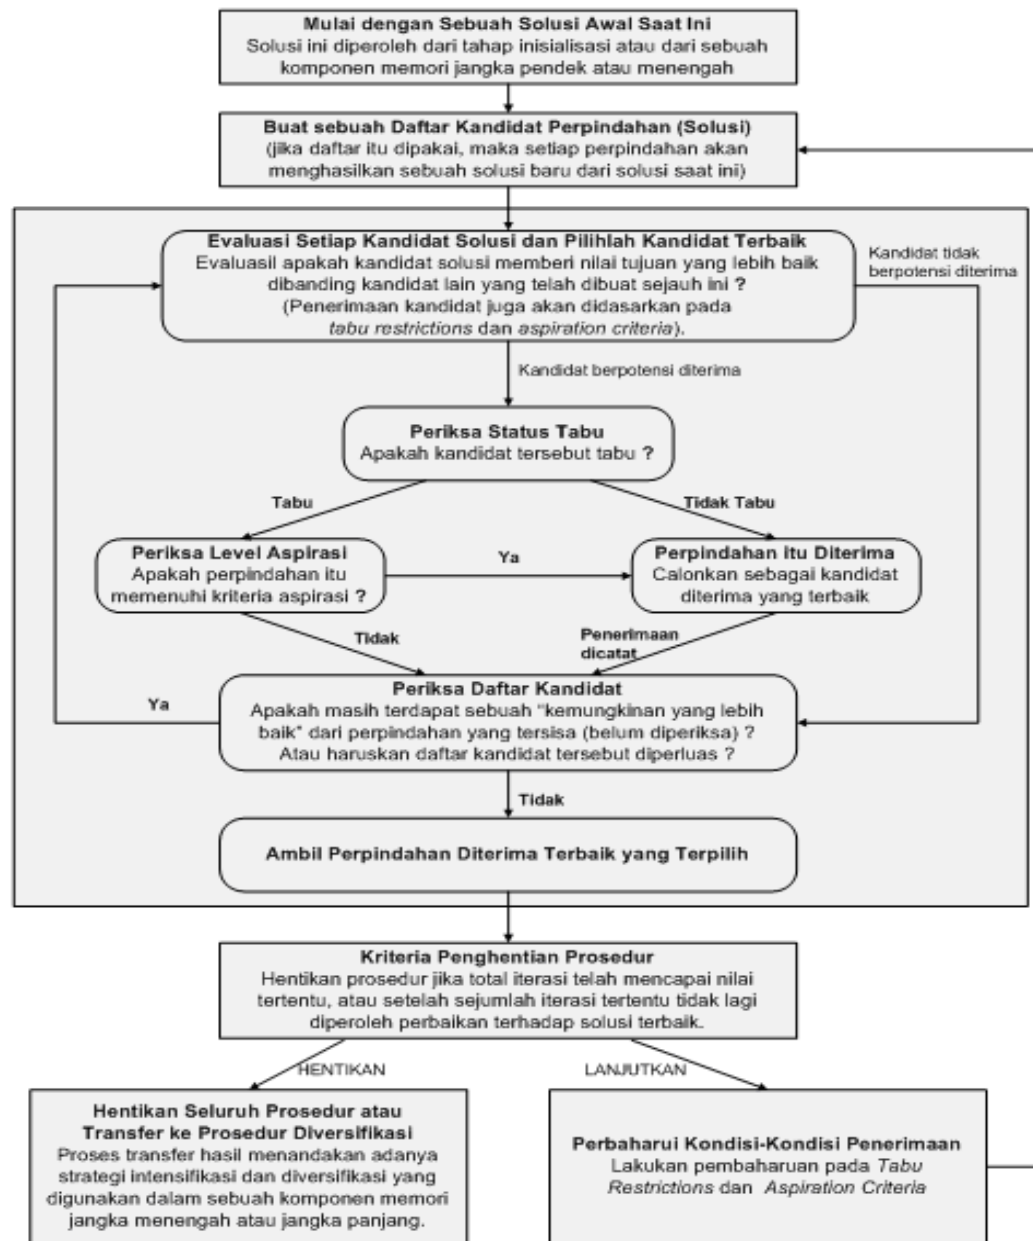 Mulai dengan Sebuah Solusi Awal Saat Ini
Solusi ini diperoleh dari tahap inisialisasi atau dari sebuah
komponen memori jangka pendek atau menengah
Buat sebuah Daftar Kandidat Perpindahan (Solusi)
(jika daftar itu dipakai, maka setiap perpindahan akan
menghasilkan sebuah solusi baru dari solusi saat ini)
Evaluasi Setiap Kandidat Solusi dan Pilihlah Kandidat Terbaik
Evaluasil apakah kandidat solusi memberi nilai tujuan yang lebih baik
dibanding kandidat lain yang telah dibuat sejauh ini ?
(Penerimaan kandidat juga akan didasarkan pada
tabu restrictions dan aspiration criteria).
Kandidat tidak
berpotensi diterima
Kandidat berpotensi diterima
Periksa Status Tabu
Apakah kandidat tersebut tabu ?
Tabu
Tidak Tabu
Periksa Level Aspirasi
Apakah perpindahan itu
memenuhi kriteria aspirasi ?
Ya
Perpindahan itu Diterima
Calonkan sebagai kandidat
diterima yang terbaik
Tidak
Penerimaan
dicatat
Ya
Periksa Daftar Kandidat
Apakah masih terdapat sebuah “kemungkinan yang lebih
baik” dari perpindahan yang tersisa (belum diperiksa) ?
Atau haruskan daftar kandidat tersebut diperluas ?
Tidak
Ambil Perpindahan Diterima Terbaik yang Terpilih
Kriteria Penghentian Prosedur
Hentikan prosedur jika total iterasi telah mencapai nilai
tertentu, atau setelah sejumlah iterasi tertentu tidak lagi
diperoleh perbaikan terhadap solusi terbaik.
HENTIKAN
LANJUTKAN
Hentikan Seluruh Prosedur atau
Transfer ke Prosedur Diversifikasi
Proses transfer hasil menandakan adanya
strategi intensifikasi dan diversifikasi yang
digunakan dalam sebuah komponen memori
jangka menengah atau jangka panjang.
Perbaharui Kondisi-Kondisi Penerimaan
Lakukan pembaharuan pada Tabu
Restrictions dan Aspiration Criteria